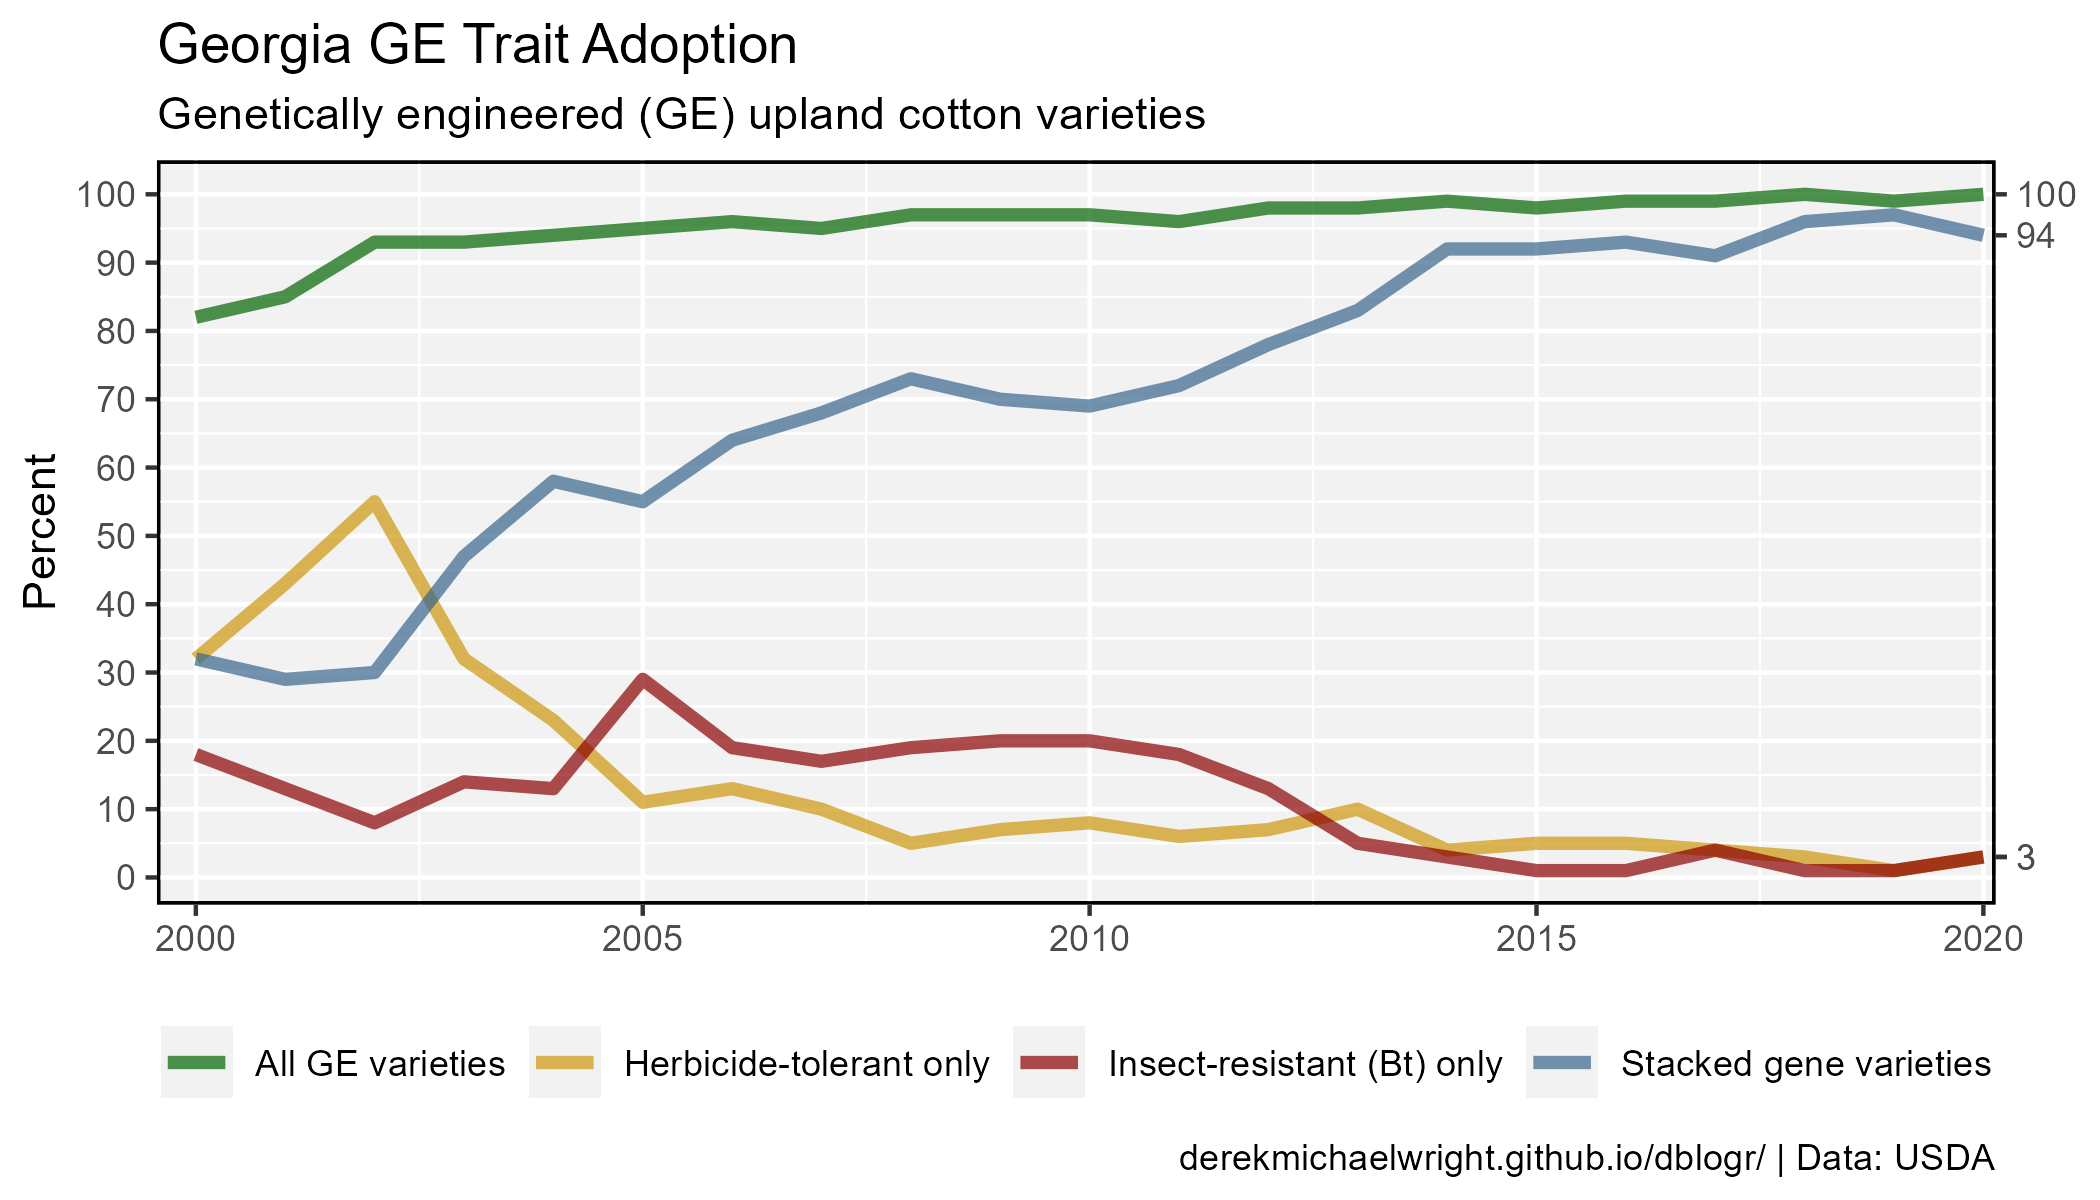 Georgia GE Trait Adoption
Genetically engineered (GE) upland cotton varieties
Percent
100
90
80
70
60
50
40
30
20
10
0
100
94
3
2000 2005 2010 2015 2020
All GE varieties Herbicide-tolerant only Insect-resistant (Bt) only Stacked gene varieties
derekmichaelwright.github.io/dblogr/ | Data: USDA